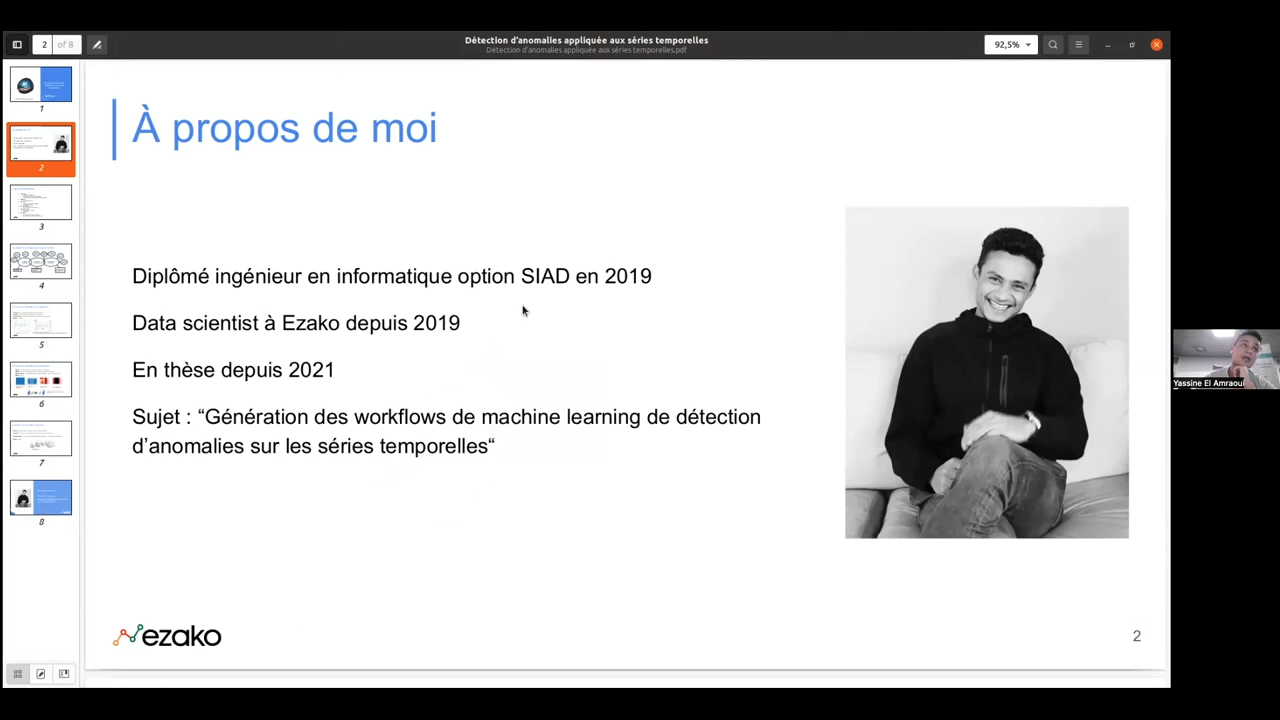 2 of 8
Détection d'anomalies appliquée aux séries temporelles
Détection d'anomalies appliquée aux séries temporelles.pdf
92,5%
À propos de moi
Diplômé ingénieur en informatique option SIAD en 2019
Data scientist à Ezako depuis 2019
En thèse depuis 2021
Sujet : “Génération des workflows de machine learning de détection
d’anomalies sur les séries temporelles“
ezako
2
1
2
3
4
5
6
7
8
Yassine El Amraoui